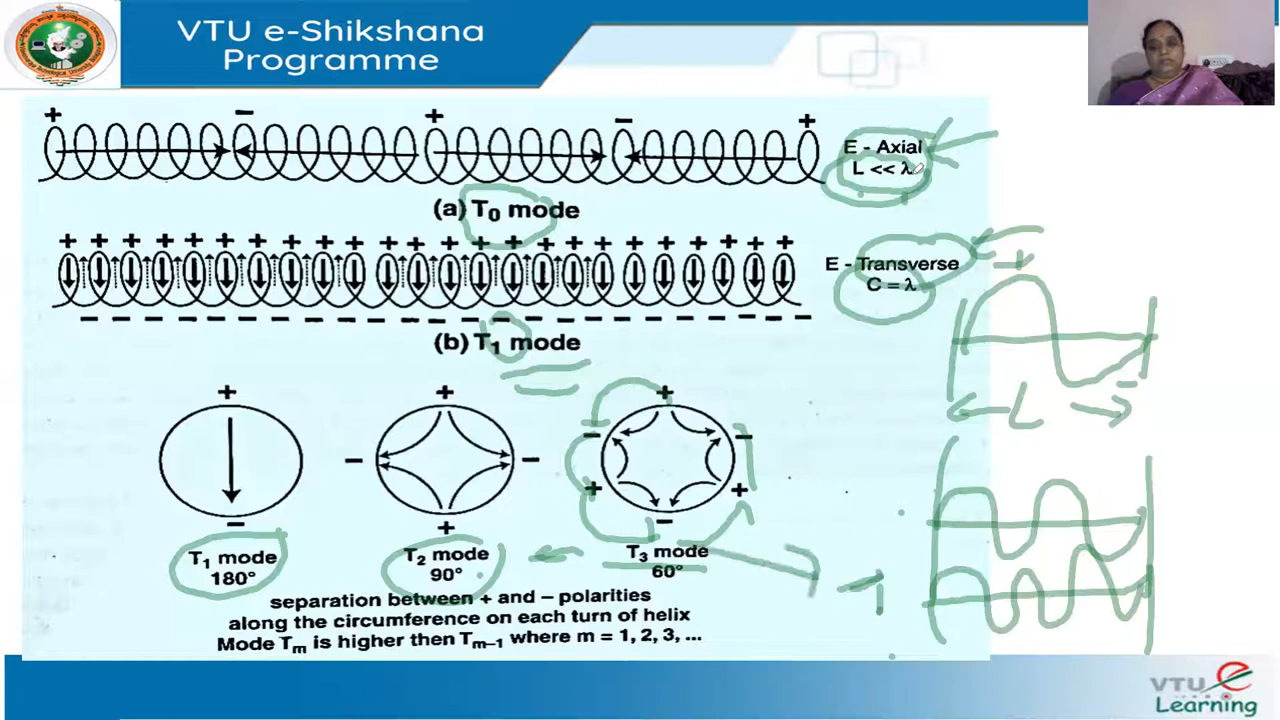 VTU e-Shikshana
Programme
+ - + - +
E - Axial
L << λ
(a) T₀ mode
+ + + + + + + + + + + + + + + + + + + + + + + +
E - Transverse
C = λ
- - - - - - - - - - - - - - - - - - - - - - - -
(b) T₁ mode
+
-
L
+ + +
- -
- -
+ +
- + -
T₁ mode
180°
T₂ mode
90°
T₃ mode
60°
separation between + and – polarities
along the circumference on each turn of helix
Mode Tₘ is higher then Tₘ₋₁ where m = 1, 2, 3, ...
VTU e
Learning